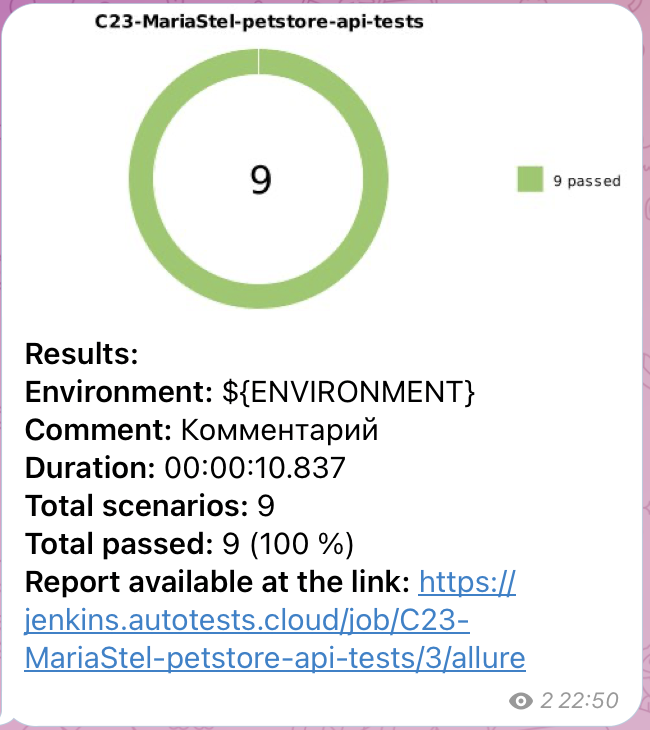 C23-MariaStel-petstore-api-tests
9
9 passed
Results:
Environment: ${ENVIRONMENT}
Comment: Комментарий
Duration: 00:00:10.837
Total scenarios: 9
Total passed: 9 (100 %)
Report available at the link: https://
jenkins.autotests.cloud/job/C23-
MariaStel-petstore-api-tests/3/allure
2 22:50